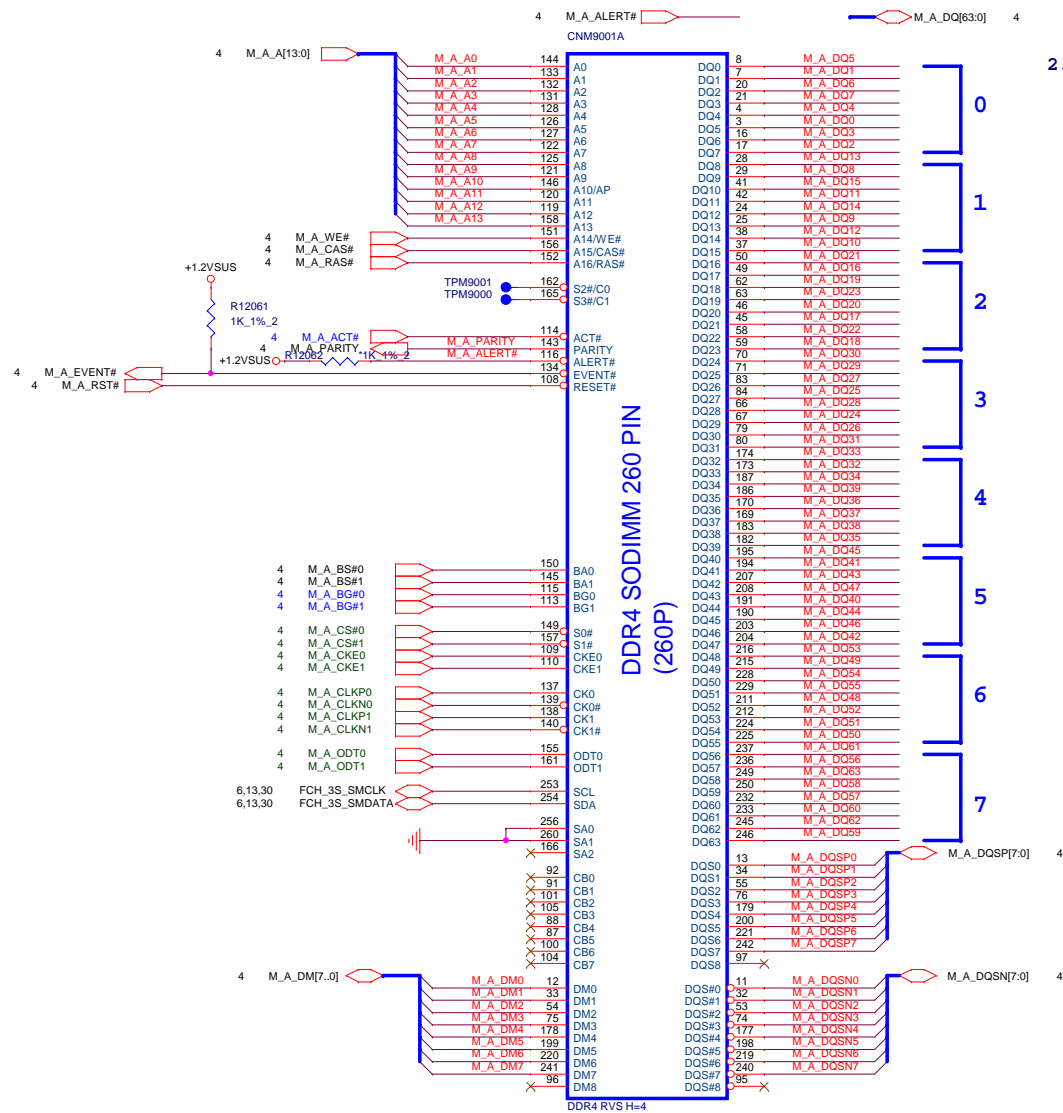 4 M_A_ALERT#
M_A_DQ[63:0] 4
CNM9001A
2.
4 M_A_A[13:0]
M_A_A0 144 A0
M_A_A1 133 A1
M_A_A2 132 A2
M_A_A3 131 A3
M_A_A4 128 A4
M_A_A5 126 A5
M_A_A6 127 A6
M_A_A7 122 A7
M_A_A8 125 A8
M_A_A9 121 A9
M_A_A10 146 A10/AP
M_A_A11 120 A11
M_A_A12 119 A12
M_A_A13 158 A13
4 M_A_WE# 151 A14/WE#
4 M_A_CAS# 156 A15/CAS#
4 M_A_RAS# 152 A16/RAS#
+1.2VSUS
TPM9001 162 S2#/C0
TPM9000 165 S3#/C1
R12061
1K_1%_2
4 M_A_ACT# 114 ACT#
4 M_A_PARITY M_A_PARITY 143 PARITY
+1.2VSUS R12062 *1K_1%_2 M_A_ALERT# 116 ALERT#
4 M_A_EVENT# 134 EVENT#
4 M_A_RST# 108 RESET#
DDR4 SODIMM 260 PIN
(260P)
4 M_A_BS#0 150 BA0
4 M_A_BS#1 145 BA1
4 M_A_BG#0 115 BG0
4 M_A_BG#1 113 BG1
4 M_A_CS#0 149 S0#
4 M_A_CS#1 157 S1#
4 M_A_CKE0 109 CKE0
4 M_A_CKE1 110 CKE1
4 M_A_CLKP0 137 CK0
4 M_A_CLKN0 139 CK0#
4 M_A_CLKP1 138 CK1
4 M_A_CLKN1 140 CK1#
4 M_A_ODT0 155 ODT0
4 M_A_ODT1 161 ODT1
6,13,30 FCH_3S_SMCLK 253 SCL
6,13,30 FCH_3S_SMDATA 254 SDA
256 SA0
260 SA1
166 SA2
92 CB0
91 CB1
101 CB2
105 CB3
88 CB4
87 CB5
100 CB6
104 CB7
4 M_A_DM[7..0]
M_A_DM0 12 DM0
M_A_DM1 33 DM1
M_A_DM2 54 DM2
M_A_DM3 75 DM3
M_A_DM4 178 DM4
M_A_DM5 199 DM5
M_A_DM6 220 DM6
M_A_DM7 241 DM7
96 DM8
DQ0 8 M_A_DQ5
DQ1 7 M_A_DQ1
DQ2 20 M_A_DQ6
DQ3 21 M_A_DQ7
DQ4 4 M_A_DQ4
DQ5 3 M_A_DQ0
DQ6 16 M_A_DQ3
DQ7 17 M_A_DQ2
0
DQ8 28 M_A_DQ13
DQ9 29 M_A_DQ8
DQ10 41 M_A_DQ15
DQ11 42 M_A_DQ11
DQ12 24 M_A_DQ14
DQ13 25 M_A_DQ9
DQ14 38 M_A_DQ12
DQ15 37 M_A_DQ10
1
DQ16 50 M_A_DQ21
DQ17 49 M_A_DQ16
DQ18 62 M_A_DQ19
DQ19 63 M_A_DQ23
DQ20 46 M_A_DQ20
DQ21 45 M_A_DQ17
DQ22 58 M_A_DQ22
DQ23 59 M_A_DQ18
2
DQ24 70 M_A_DQ30
DQ25 71 M_A_DQ29
DQ26 83 M_A_DQ27
DQ27 84 M_A_DQ25
DQ28 66 M_A_DQ28
DQ29 67 M_A_DQ24
DQ30 79 M_A_DQ26
DQ31 80 M_A_DQ31
3
DQ32 174 M_A_DQ33
DQ33 173 M_A_DQ32
DQ34 187 M_A_DQ34
DQ35 186 M_A_DQ39
DQ36 170 M_A_DQ36
DQ37 169 M_A_DQ37
DQ38 183 M_A_DQ38
DQ39 182 M_A_DQ35
4
DQ40 195 M_A_DQ45
DQ41 194 M_A_DQ41
DQ42 207 M_A_DQ43
DQ43 208 M_A_DQ47
DQ44 191 M_A_DQ40
DQ45 190 M_A_DQ44
DQ46 203 M_A_DQ46
DQ47 204 M_A_DQ42
5
DQ48 216 M_A_DQ53
DQ49 215 M_A_DQ49
DQ50 228 M_A_DQ54
DQ51 229 M_A_DQ55
DQ52 211 M_A_DQ48
DQ53 212 M_A_DQ52
DQ54 224 M_A_DQ51
DQ55 225 M_A_DQ50
6
DQ56 237 M_A_DQ61
DQ57 236 M_A_DQ56
DQ58 249 M_A_DQ63
DQ59 250 M_A_DQ58
DQ60 232 M_A_DQ57
DQ61 233 M_A_DQ60
DQ62 245 M_A_DQ62
DQ63 246 M_A_DQ59
7
M_A_DQSP[7:0] 4
DQS0 13 M_A_DQSP0
DQS1 34 M_A_DQSP1
DQS2 55 M_A_DQSP2
DQS3 76 M_A_DQSP3
DQS4 179 M_A_DQSP4
DQS5 200 M_A_DQSP5
DQS6 221 M_A_DQSP6
DQS7 242 M_A_DQSP7
DQS8 97
M_A_DQSN[7:0] 4
DQS#0 11 M_A_DQSN0
DQS#1 32 M_A_DQSN1
DQS#2 53 M_A_DQSN2
DQS#3 74 M_A_DQSN3
DQS#4 177 M_A_DQSN4
DQS#5 198 M_A_DQSN5
DQS#6 219 M_A_DQSN6
DQS#7 240 M_A_DQSN7
DQS#8 95
DDR4 RVS H=4